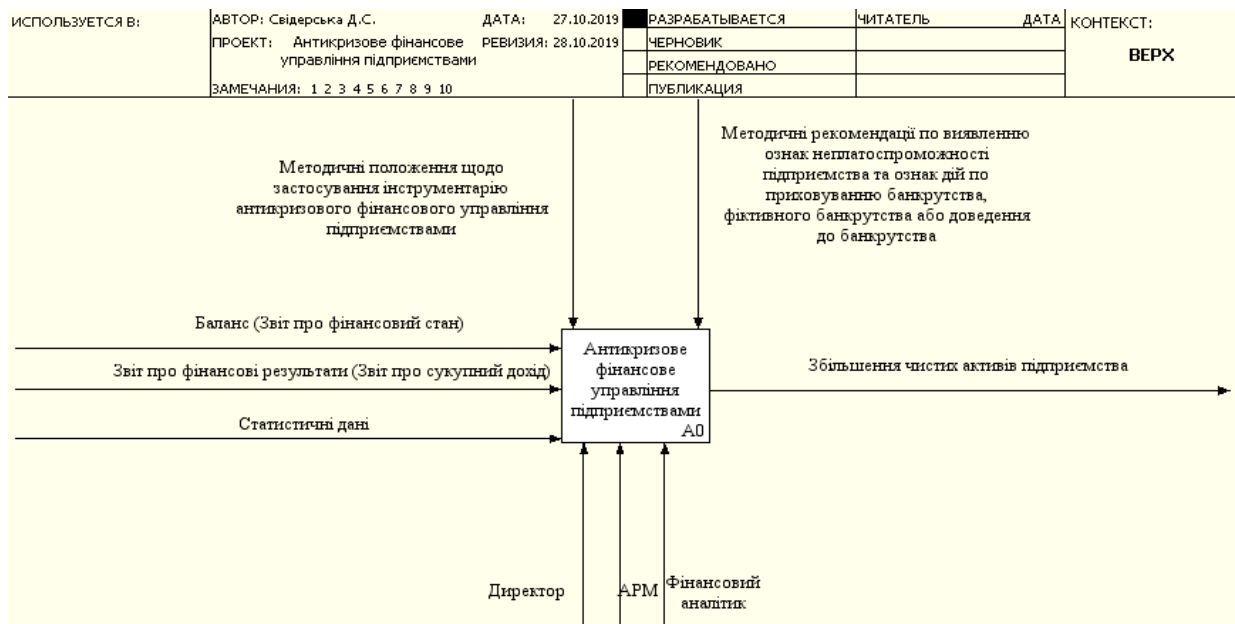 ИСПОЛЬЗУЕТСЯ В:
АВТОР: Свідерська Д.С.
ДАТА: 27.10.2019
ПРОЕКТ: Антикризове фінансове
управління підприємствами
РЕВИЗИЯ: 28.10.2019
ЗАМЕЧАНИЯ: 1 2 3 4 5 6 7 8 9 10
РАЗРАБАТЫВАЕТСЯ
ЧЕРНОВИК
РЕКОМЕНДОВАНО
ПУБЛИКАЦИЯ
ЧИТАТЕЛЬ ДАТА
КОНТЕКСТ:
ВЕРХ
Методичні положення щодо
застосування інструментарію
антикризового фінансового управління
підприємствами
Методичні рекомендації по виявленню
ознак неплатоспроможності
підприємства та ознак дій по
приховуванню банкрутства,
фіктивного банкрутства або доведення
до банкрутства
Баланс (Звіт про фінансовий стан)
Звіт про фінансові результати (Звіт про сукупний дохід)
Статистичні дані
Антикризове
фінансове
управління
підприємствами
A0
Збільшення чистих активів підприємства
Директор
АРМ
Фінансовий
аналітик